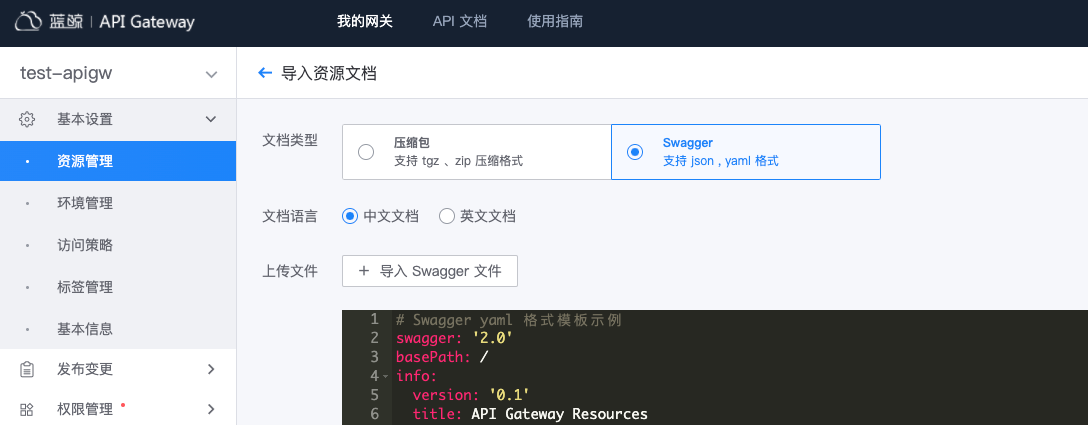 蓝鲸 | API Gateway
我的网关
API 文档
使用指南
test-apigw
导入资源文档
基本设置
资源管理
环境管理
访问策略
标签管理
基本信息
发布变更
权限管理
文档类型
压缩包
支持 tgz 、zip 压缩格式
Swagger
支持 json , yaml 格式
文档语言
中文文档
英文文档
上传文件
+ 导入 Swagger 文件
1 # Swagger yaml 格式模板示例
2 swagger: '2.0'
3 basePath: /
4 info:
5 version: '0.1'
6 title: API Gateway Resources